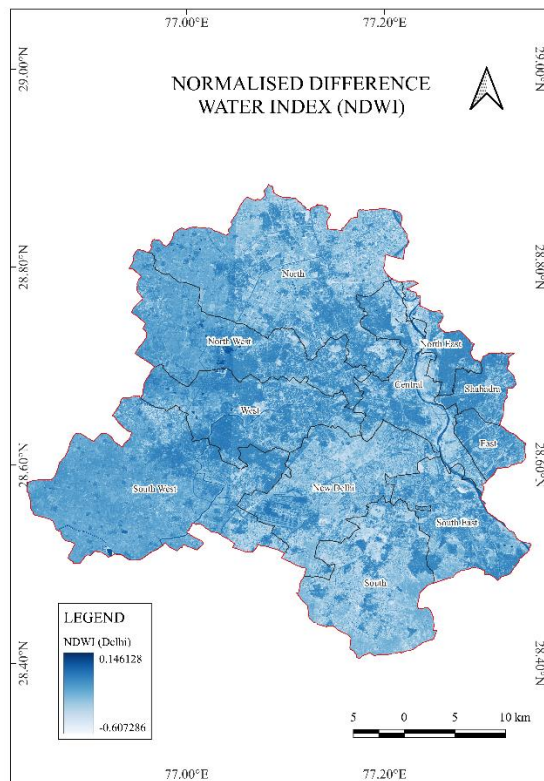 77.00°E 77.20°E
29.00°N 29.00°N
NORMALISED DIFFERENCE
WATER INDEX (NDWI)
28.80°N 28.80°N
North
North West
North East
Central
Shahadra
West
East
28.60°N 28.60°N
South West
New Delhi
South East
South
LEGEND
NDWI (Delhi)
0.146128
-0.607286
28.40°N 28.40°N
5 0 5 10 km
77.00°E 77.20°E